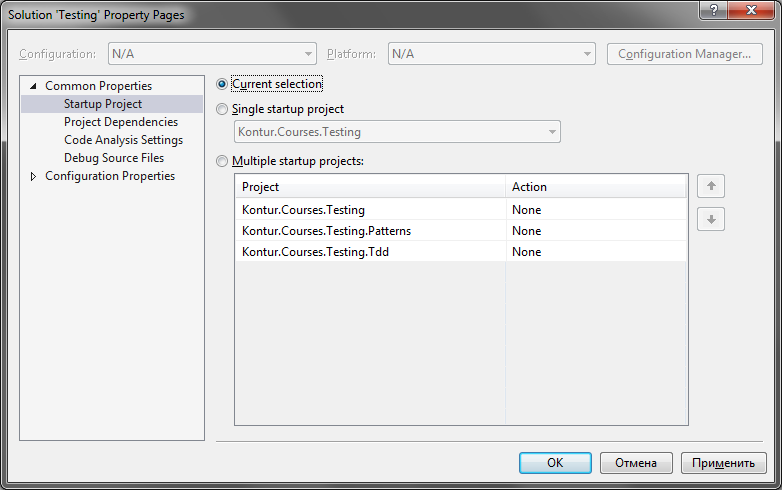 Solution 'Testing' Property Pages
Configuration: N/A Platform: N/A Configuration Manager...
Common Properties
Startup Project
Project Dependencies
Code Analysis Settings
Debug Source Files
Configuration Properties
Current selection
Single startup project
Kontur.Courses.Testing
Multiple startup projects:
Project Action
Kontur.Courses.Testing None
Kontur.Courses.Testing.Patterns None
Kontur.Courses.Testing.Tdd None
OK Отмена Применить